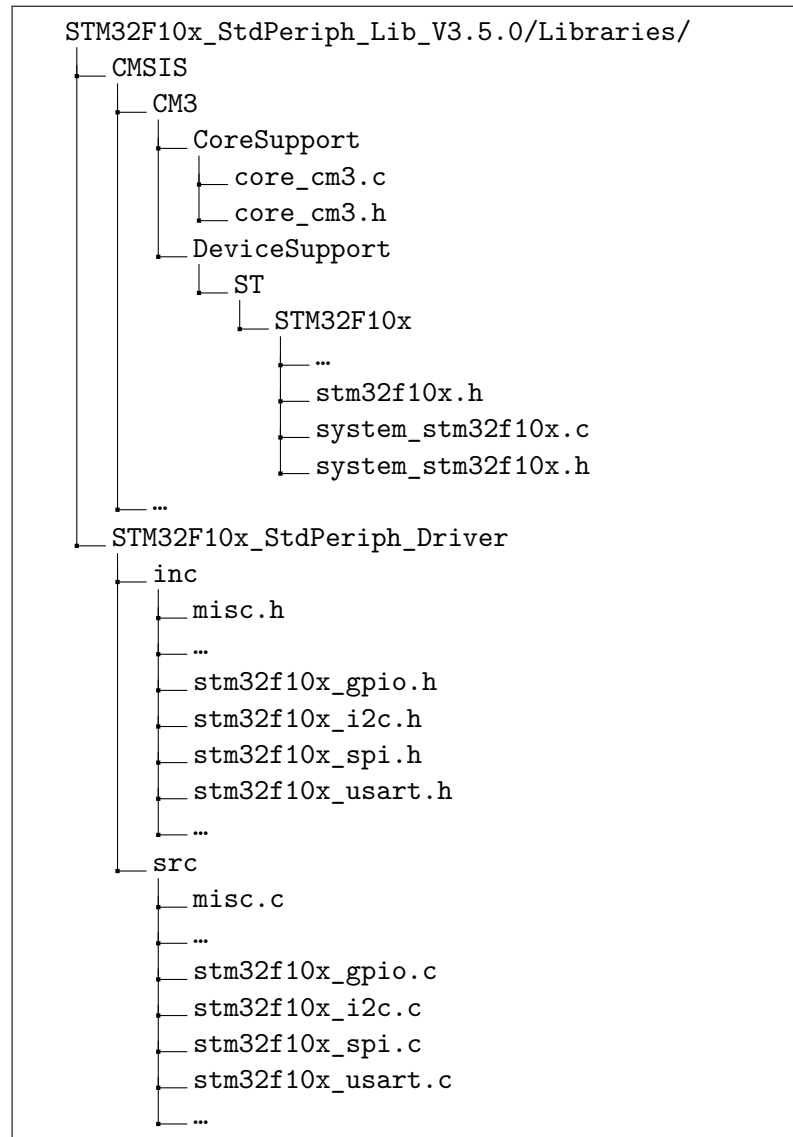 STM32F10x_StdPeriph_Lib_V3.5.0/Libraries/
CMSIS
CM3
CoreSupport
core_cm3.c
core_cm3.h
DeviceSupport
ST
STM32F10x
…
stm32f10x.h
system_stm32f10x.c
system_stm32f10x.h
…
STM32F10x_StdPeriph_Driver
inc
misc.h
…
stm32f10x_gpio.h
stm32f10x_i2c.h
stm32f10x_spi.h
stm32f10x_usart.h
…
src
misc.c
…
stm32f10x_gpio.c
stm32f10x_i2c.c
stm32f10x_spi.c
stm32f10x_usart.c
…